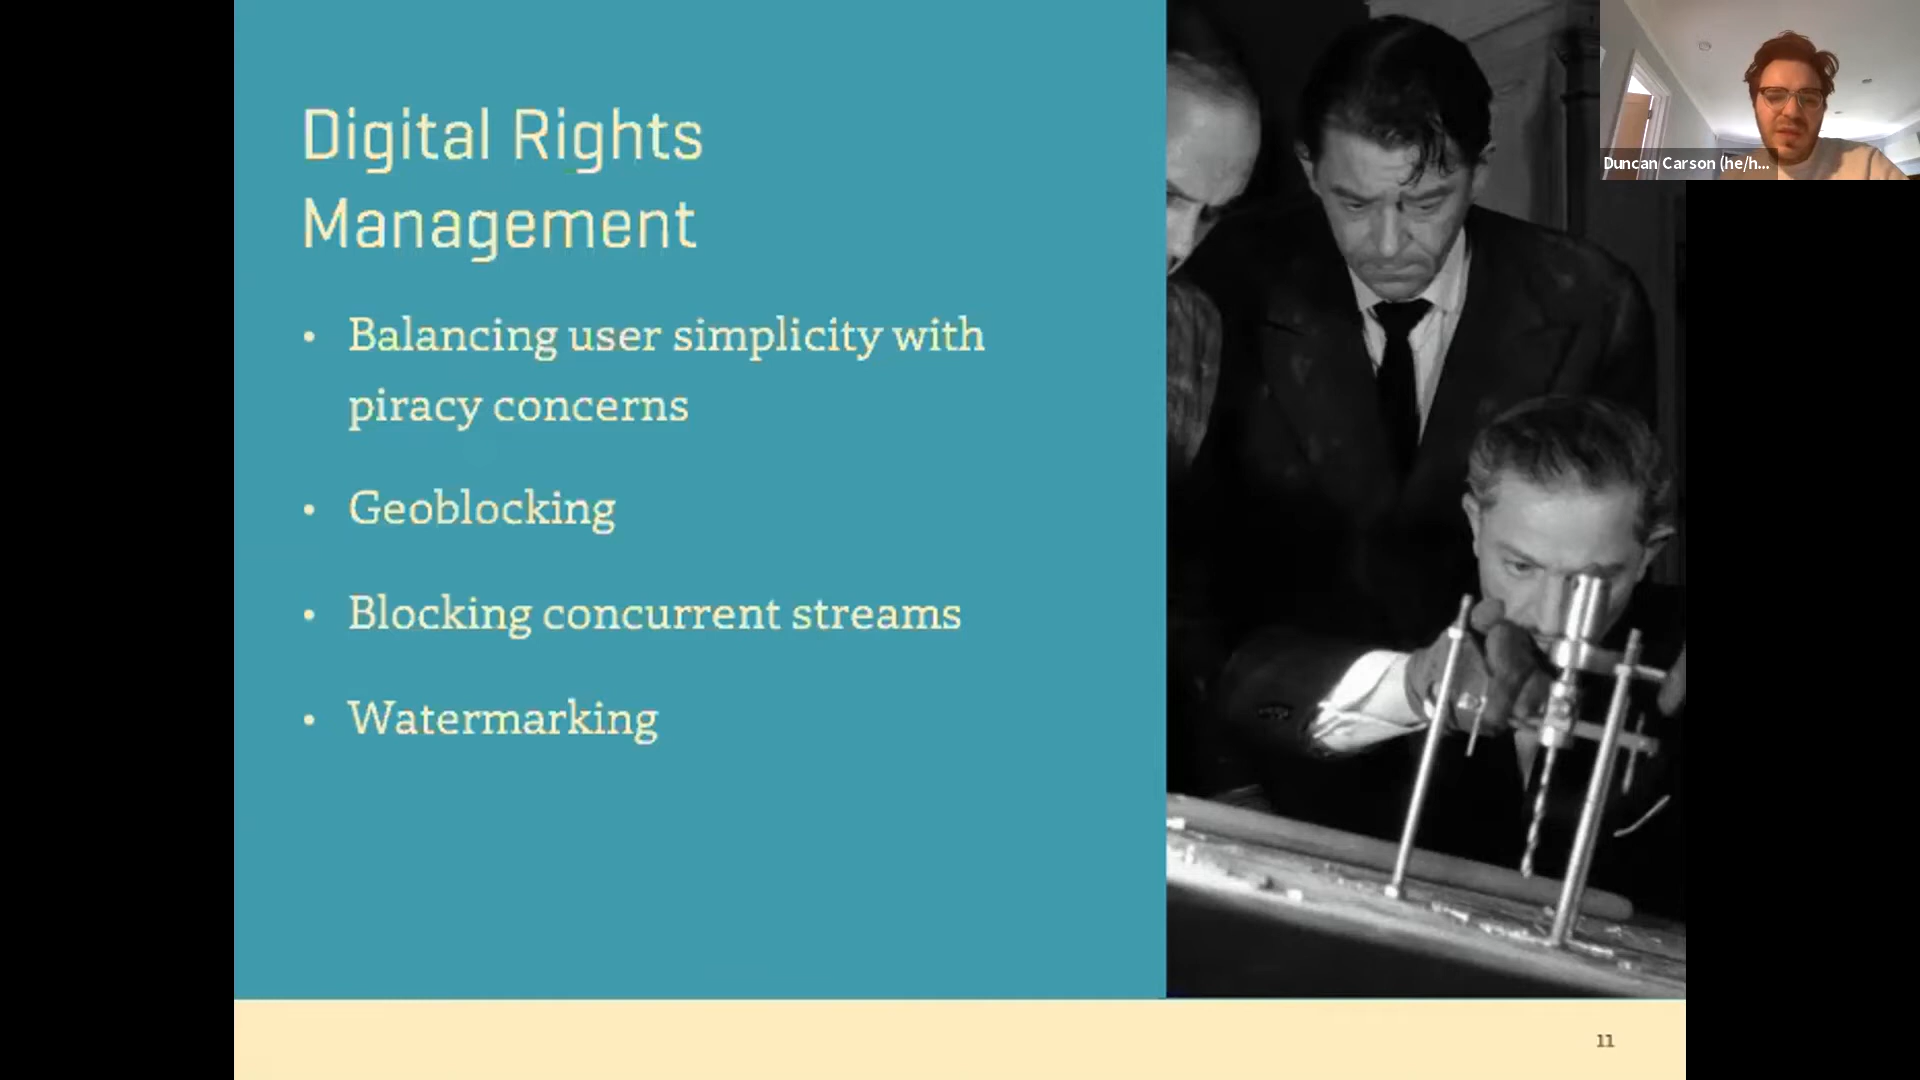 Digital Rights
Management
• Balancing user simplicity with
piracy concerns
• Geoblocking
• Blocking concurrent streams
• Watermarking
Duncan Carson (he/h...
11